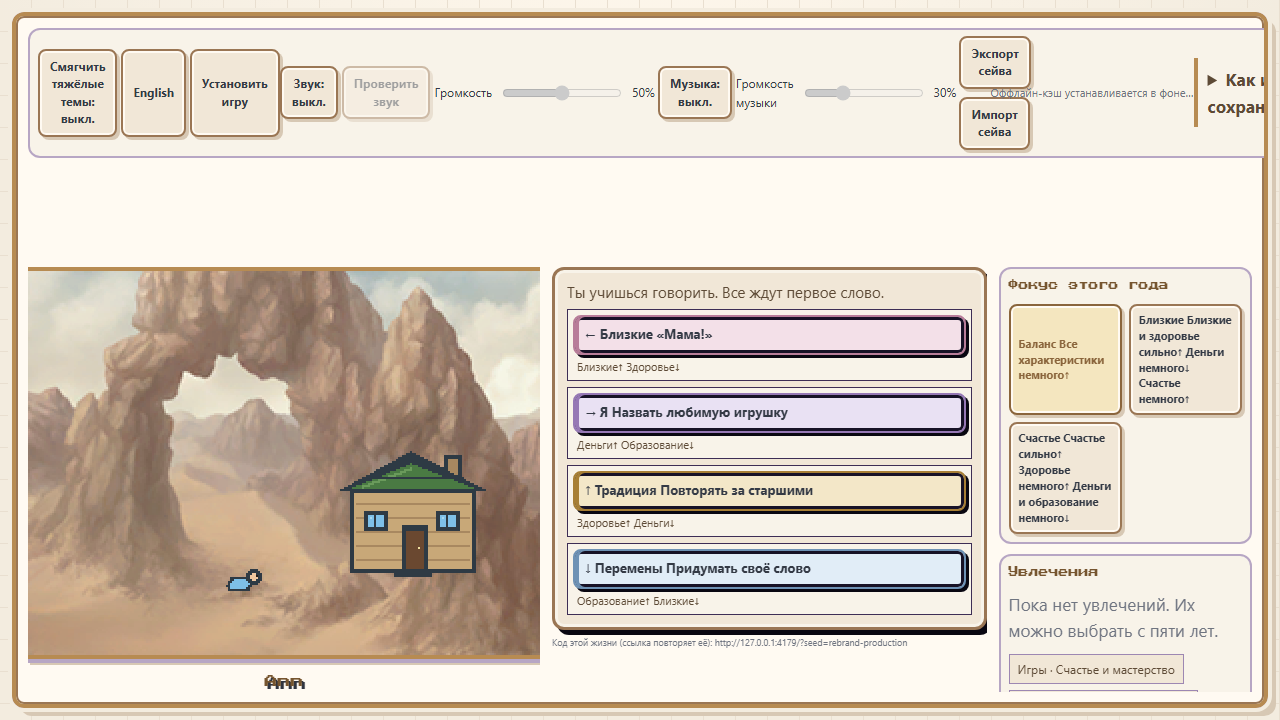 Смягчить
тяжёлые
темы:
выкл.
English
Установить
игру
Звук:
выкл.
Проверить
звук
Громкость
50%
Музыка:
выкл.
Громкость
музыки
30%
Экспорт
сейва
Импорт
сейва
Оффлайн-кэш устанавливается в фоне...
▶ Как
сохран
Ты учишься говорить. Все ждут первое слово.
← Близкие «Мама!»
Близкие↑ Здоровье↓
→ Я Назвать любимую игрушку
Деньги↑ Образование↓
↑ Традиция Повторять за старшими
Здоровье↑ Деньги↓
↓ Перемены Придумать своё слово
Образование↑ Близкие↓
Код этой жизни (ссылка повторяет её): http://127.0.0.1:4179/?seed=rebrand-production
Фокус этого года
Баланс Все
характеристики
немного↑
Близкие Близкие
и здоровье
сильно↑ Деньги
немного↓
Счастье
немного↑
Счастье Счастье
сильно↑
Здоровье
немного↑ Деньги
и образование
немного↓
Увлечения
Пока нет увлечений. Их
можно выбрать с пяти лет.
Игры · Счастье и мастерство